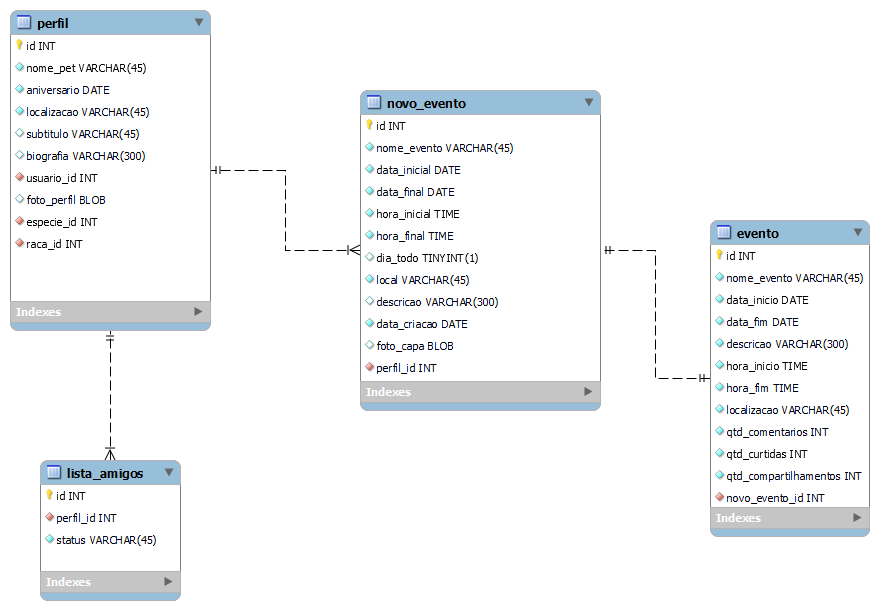 perfil
id INT
nome_pet VARCHAR(45)
aniversario DATE
localizacao VARCHAR(45)
subtitulo VARCHAR(45)
biografia VARCHAR(300)
usuario_id INT
foto_perfil BLOB
especie_id INT
raca_id INT
Indexes
novo_evento
id INT
nome_evento VARCHAR(45)
data_inicial DATE
data_final DATE
hora_inicial TIME
hora_final TIME
dia_todo TINYINT(1)
local VARCHAR(45)
descricao VARCHAR(300)
data_criacao DATE
foto_capa BLOB
perfil_id INT
Indexes
evento
id INT
nome_evento VARCHAR(45)
data_inicio DATE
data_fim DATE
descricao VARCHAR(300)
hora_inicio TIME
hora_fim TIME
localizacao VARCHAR(45)
qtd_comentarios INT
qtd_curtidas INT
qtd_compartilhamentos INT
novo_evento_id INT
Indexes
lista_amigos
id INT
perfil_id INT
status VARCHAR(45)
Indexes